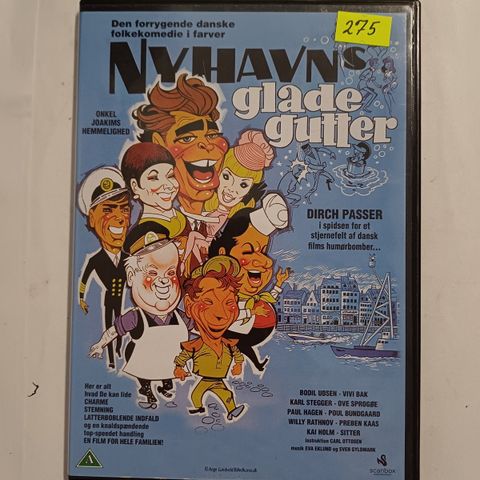 Den forrygende danske
folkekomedie i farver
275
NYHAVNs
glade
gutter
ONKEL
JOAKIMS
HEMMELIGHED
DIRCH PASSER
i spidsen for et
stjernefelt af dansk
films humørbomber...
Her er alt
hvad De kan lide
CHARME
STEMNING
LATTERBOBLENDE INDFALD
og en knaldspændende
top-speedet handling
EN FILM FOR HELE FAMILIEN!
BODIL UDSEN - VIVI BAK
KARL STEGGER - OVE SPROGØE
PAUL HAGEN - POUL BUNDGAARD
WILLY RATHNOV - PREBEN KAAS
KAI HOLM - SITTER
instruktion CARL OTTOSEN
musik EVA EKLUND og SVEN GYLDMARK
A
scanbox